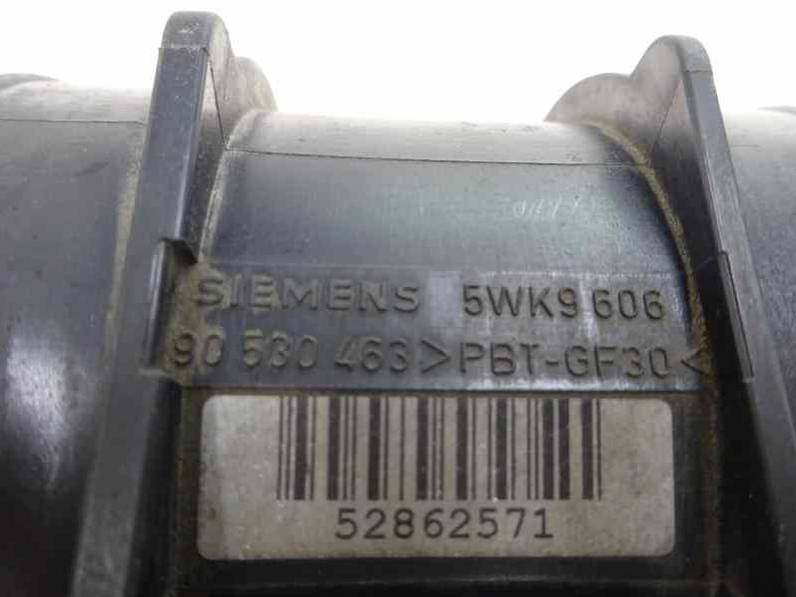 SIEMENS 5WK9 606
90 530 463 >PBT-GF30<
52862571